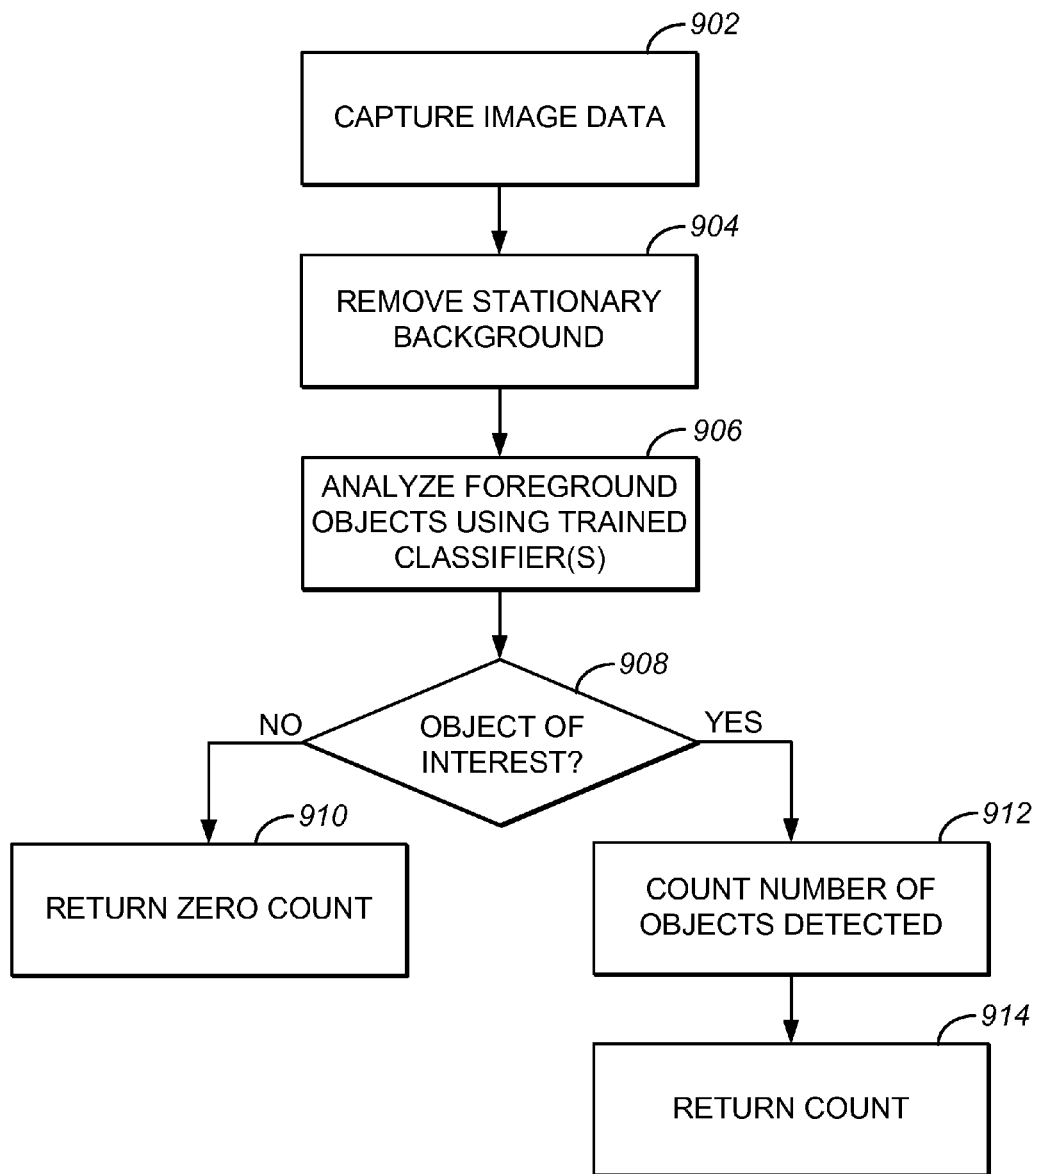 902
CAPTURE IMAGE DATA
904
REMOVE STATIONARY
BACKGROUND
906
ANALYZE FOREGROUND
OBJECTS USING TRAINED
CLASSIFIER(S)
908
NO
OBJECT OF
INTEREST?
YES
910
RETURN ZERO COUNT
912
COUNT NUMBER OF
OBJECTS DETECTED
914
RETURN COUNT